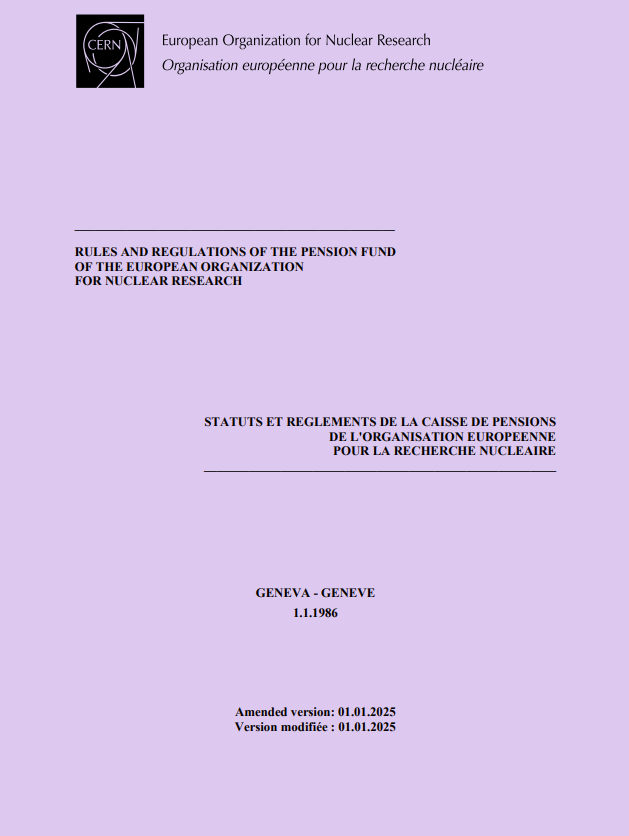 CERN
European Organization for Nuclear Research
Organisation européenne pour la recherche nucléaire
RULES AND REGULATIONS OF THE PENSION FUND
OF THE EUROPEAN ORGANIZATION
FOR NUCLEAR RESEARCH
STATUTS ET REGLEMENTS DE LA CAISSE DE PENSIONS
DE L'ORGANISATION EUROPEENNE
POUR LA RECHERCHE NUCLEAIRE
GENEVA - GENEVE
1.1.1986
Amended version: 01.01.2025
Version modifiée : 01.01.2025